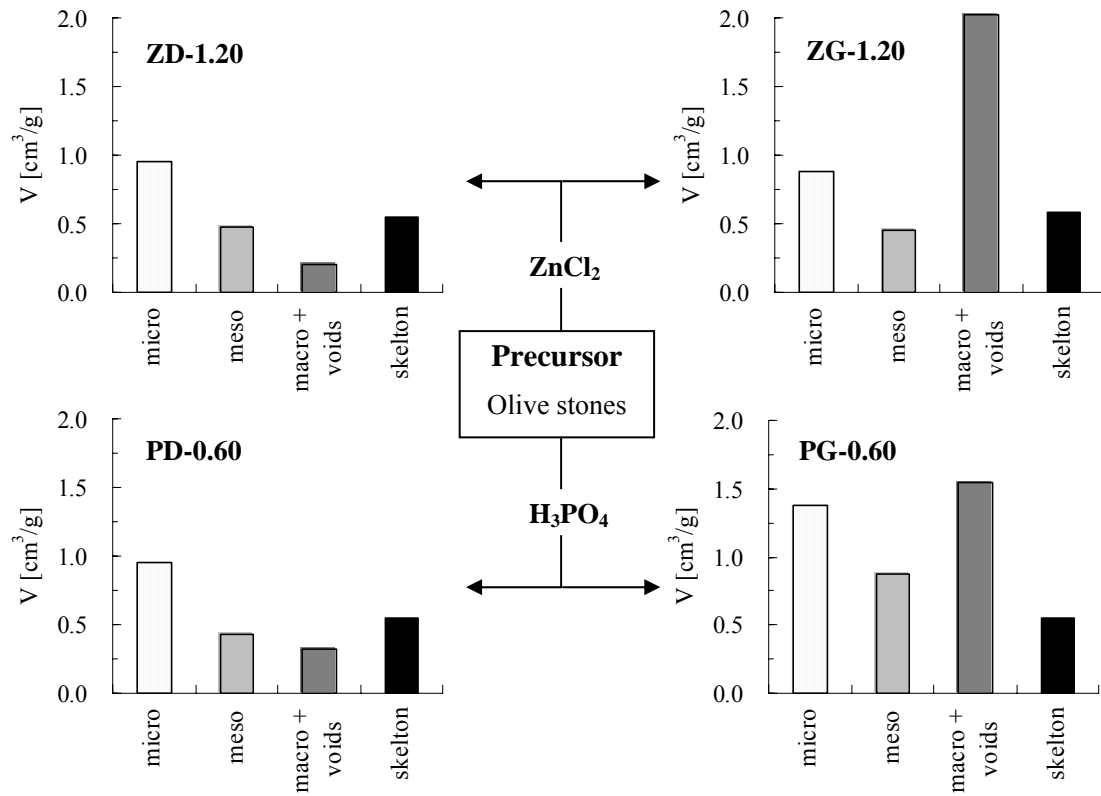 ZD-1.20
V [cm³/g]
2.0
1.5
1.0
0.5
0.0
micro
meso
macro +
voids
skelton
ZG-1.20
V [cm³/g]
2.0
1.5
1.0
0.5
0.0
micro
meso
macro +
voids
skelton
ZnCl₂
Precursor
Olive stones
H₃PO₄
PD-0.60
V [cm³/g]
2.0
1.5
1.0
0.5
0.0
micro
meso
macro +
voids
skelton
PG-0.60
V [cm³/g]
2.0
1.5
1.0
0.5
0.0
micro
meso
macro +
voids
skelton